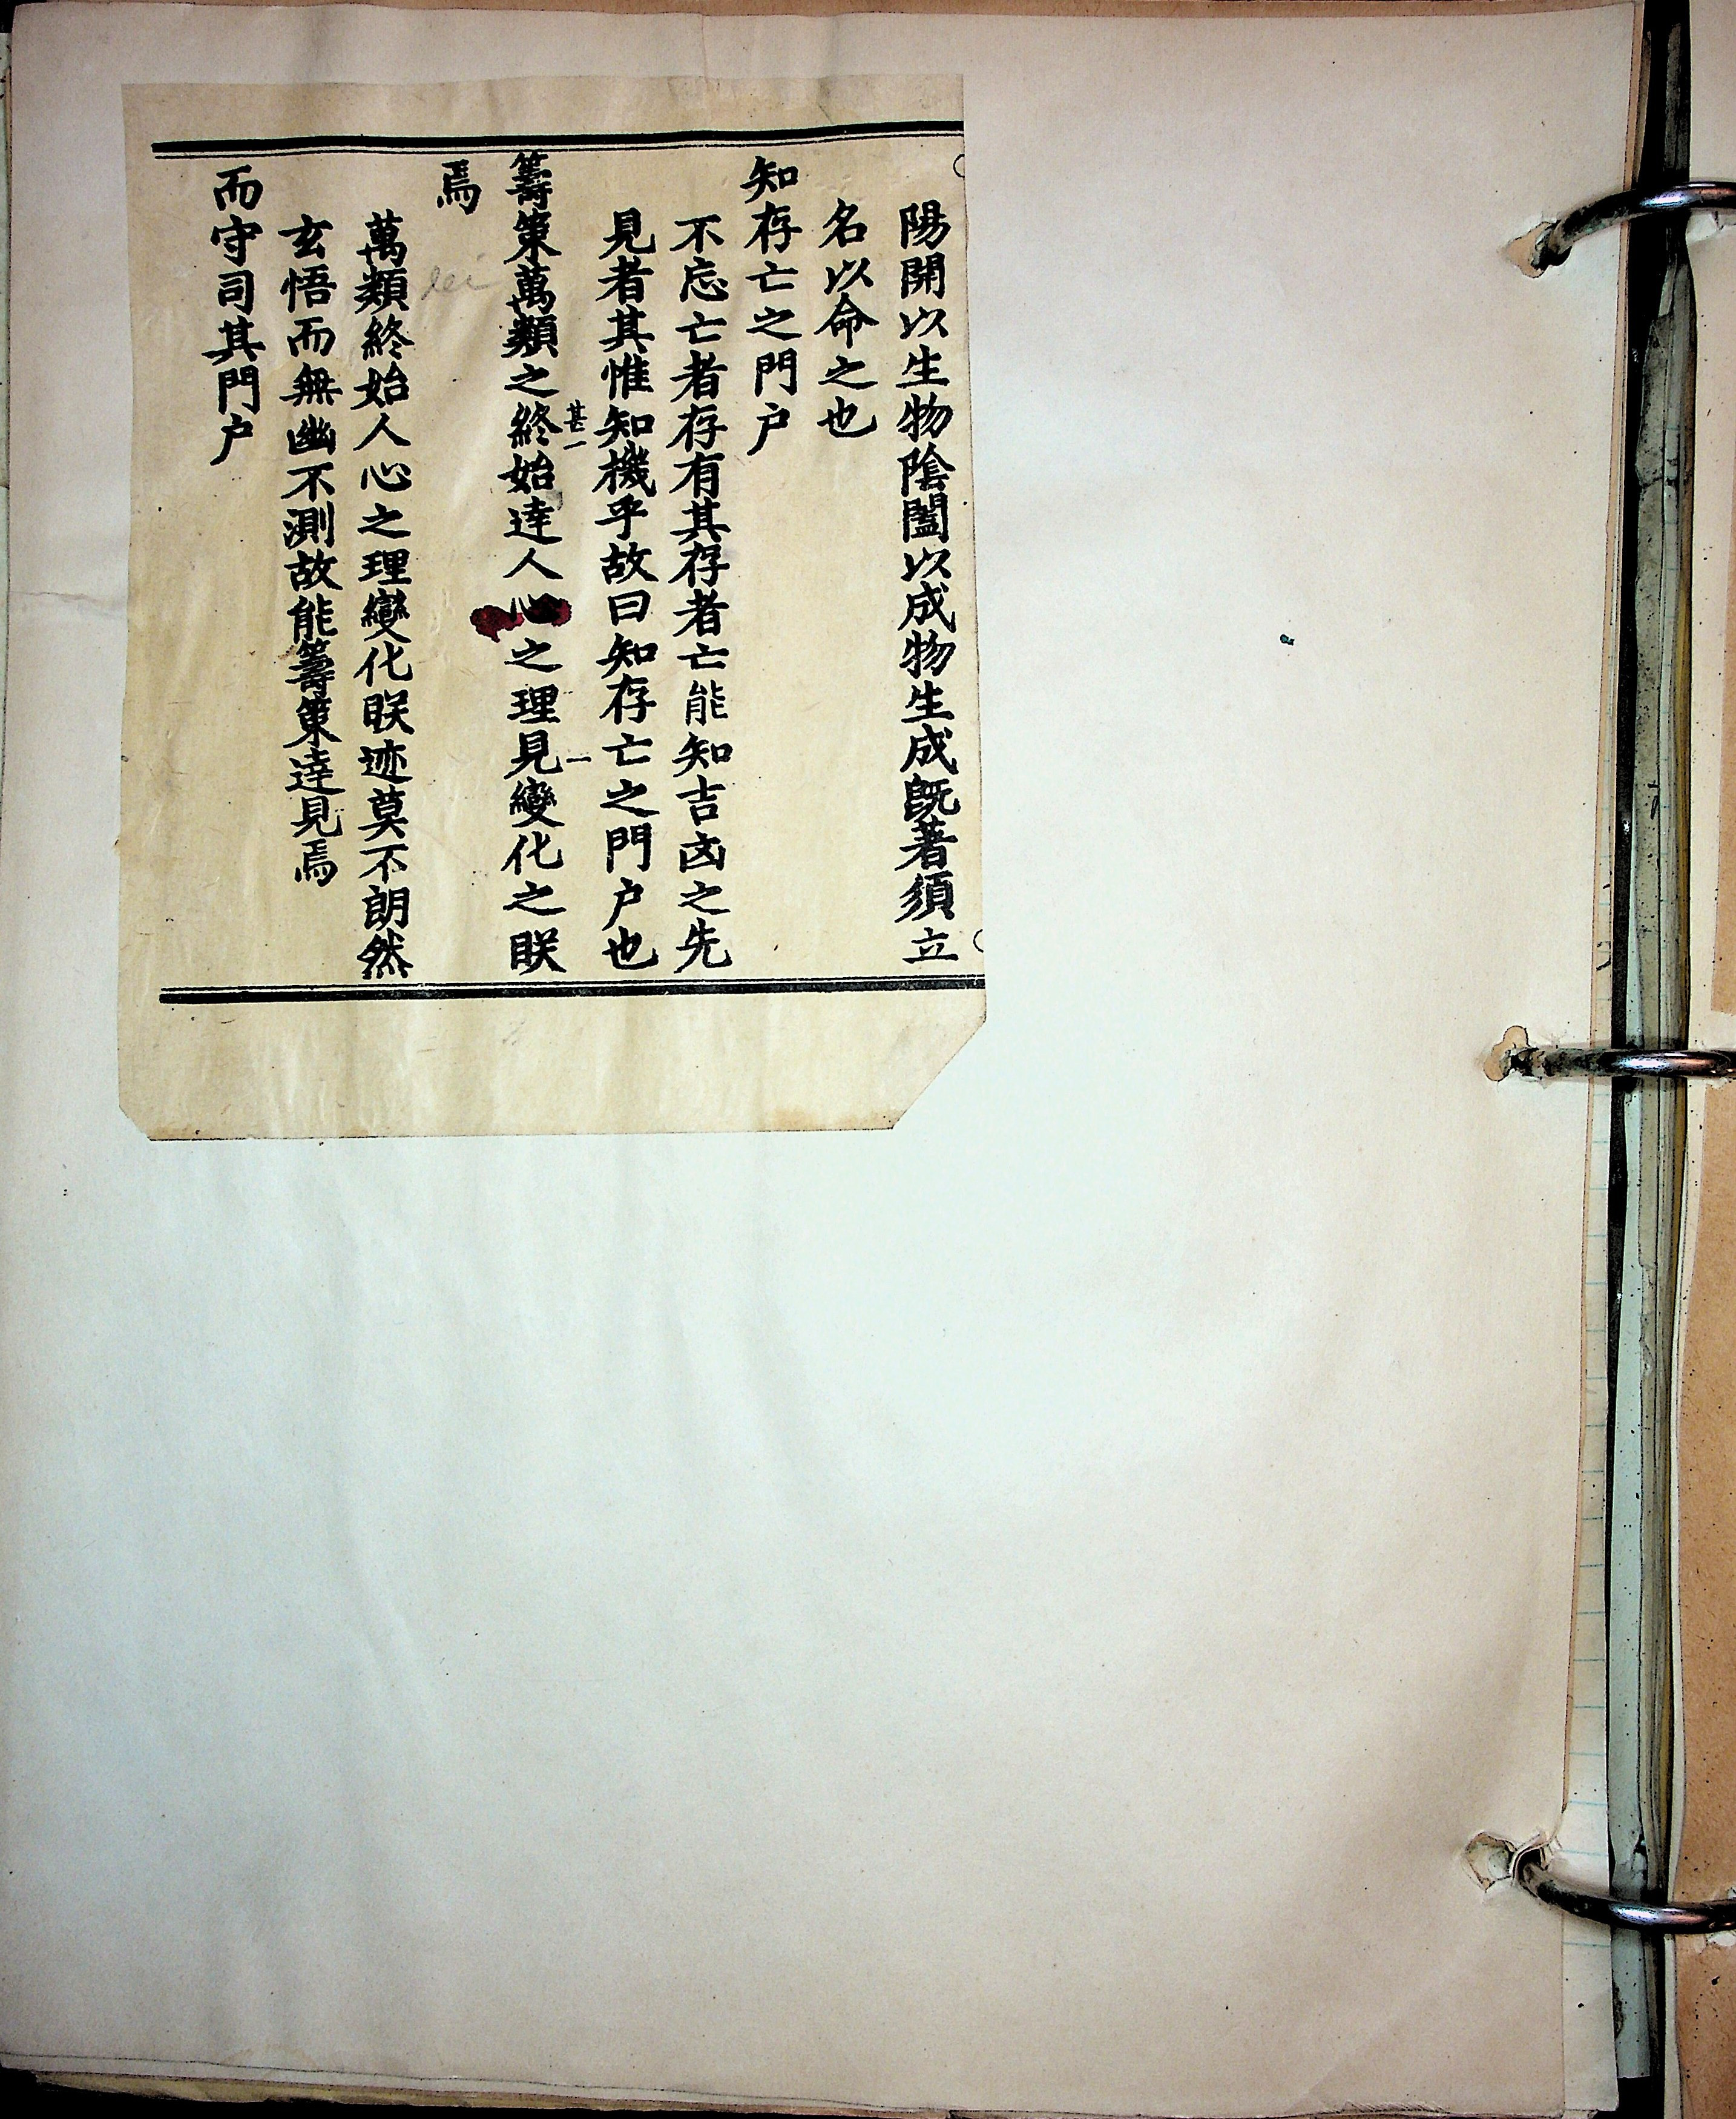 陽開以生物陰闔以成物生成旣著須立
名以命之也
知存亡之門户
不忘亡者存有其存者亡能知吉凶之先
見者其惟知機乎故曰知存亡之門户也
籌策萬類之終始達人心之理見變化之眹
焉
lei
萬類終始人心之理變化眹迹莫不朗然
玄悟而無幽不測故能籌策達見焉
而守司其門户